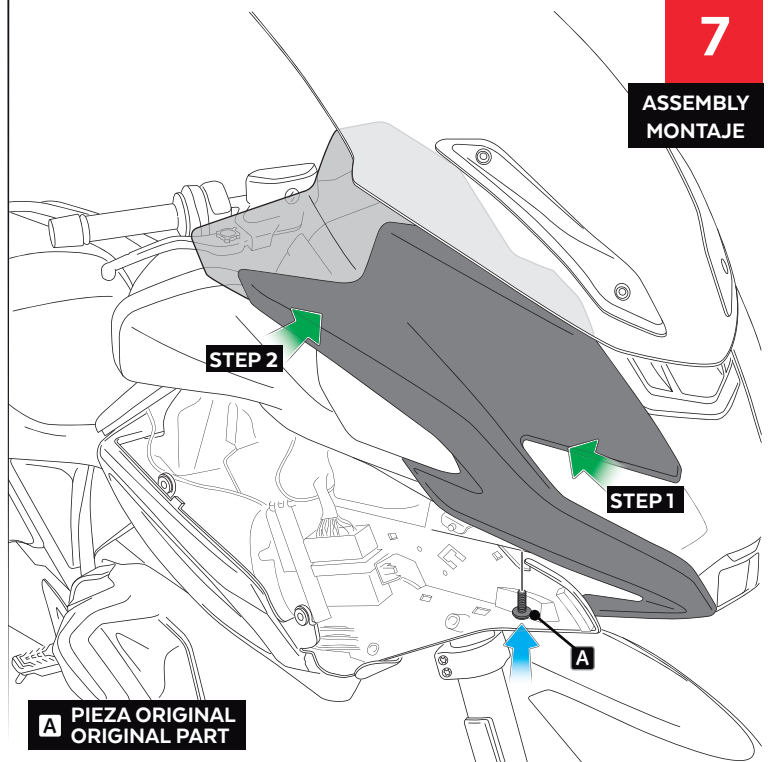 7
ASSEMBLY
MONTAJE
STEP 2
STEP 1
A
A PIEZA ORIGINAL
ORIGINAL PART